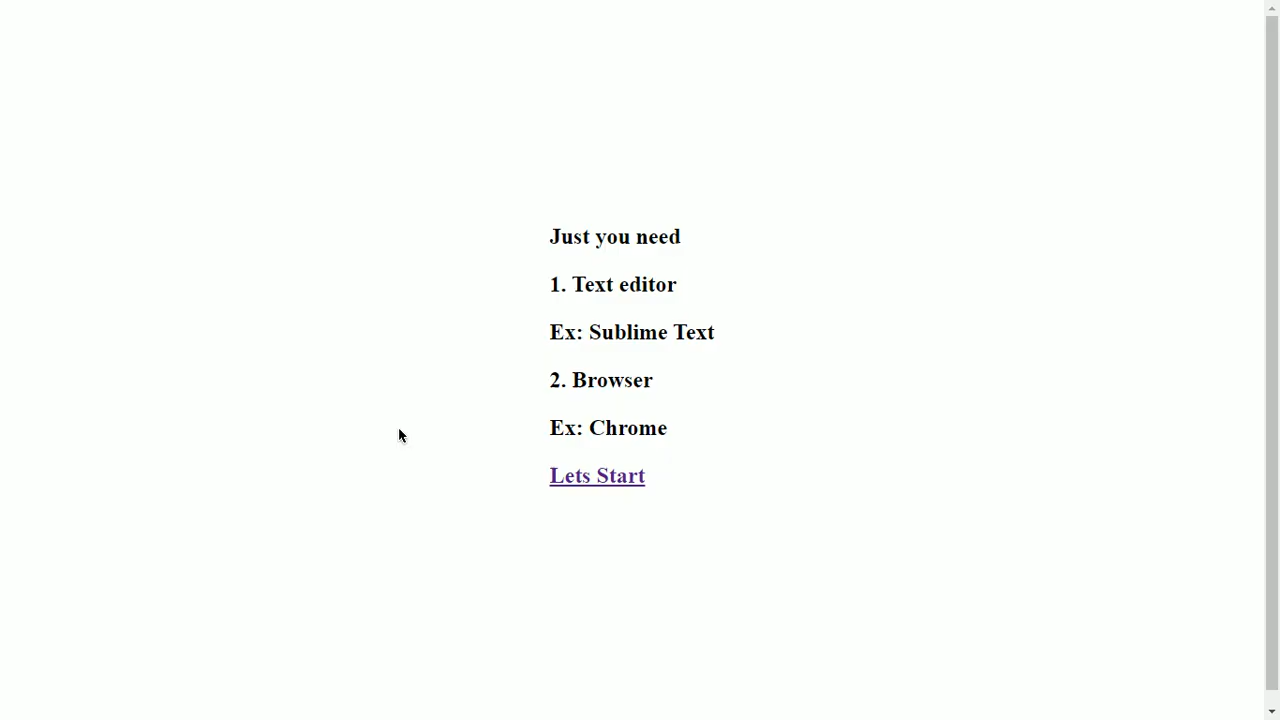 Just you need
1. Text editor
Ex: Sublime Text
2. Browser
Ex: Chrome
Lets Start